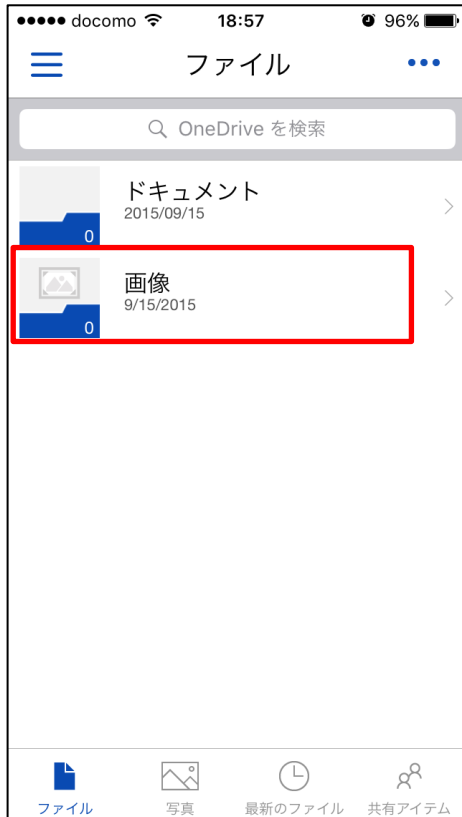 docomo 18:57 96%
ファイル
OneDrive を検索
ドキュメント
2015/09/15
0
画像
9/15/2015
0
ファイル 写真 最新のファイル 共有アイテム